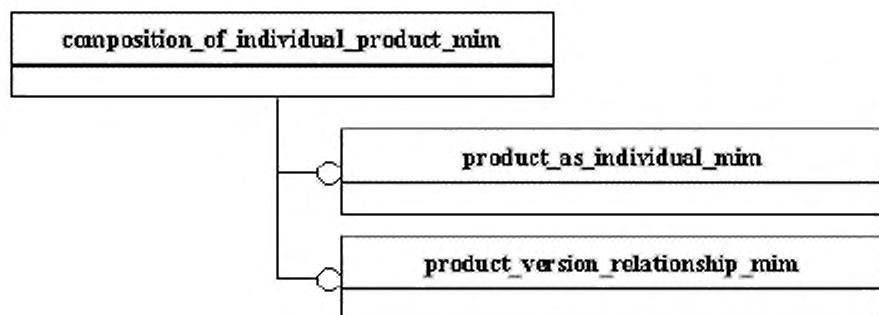 composition_of_individual_product_mim
product_as_individual_mim
product_version_relationship_mim